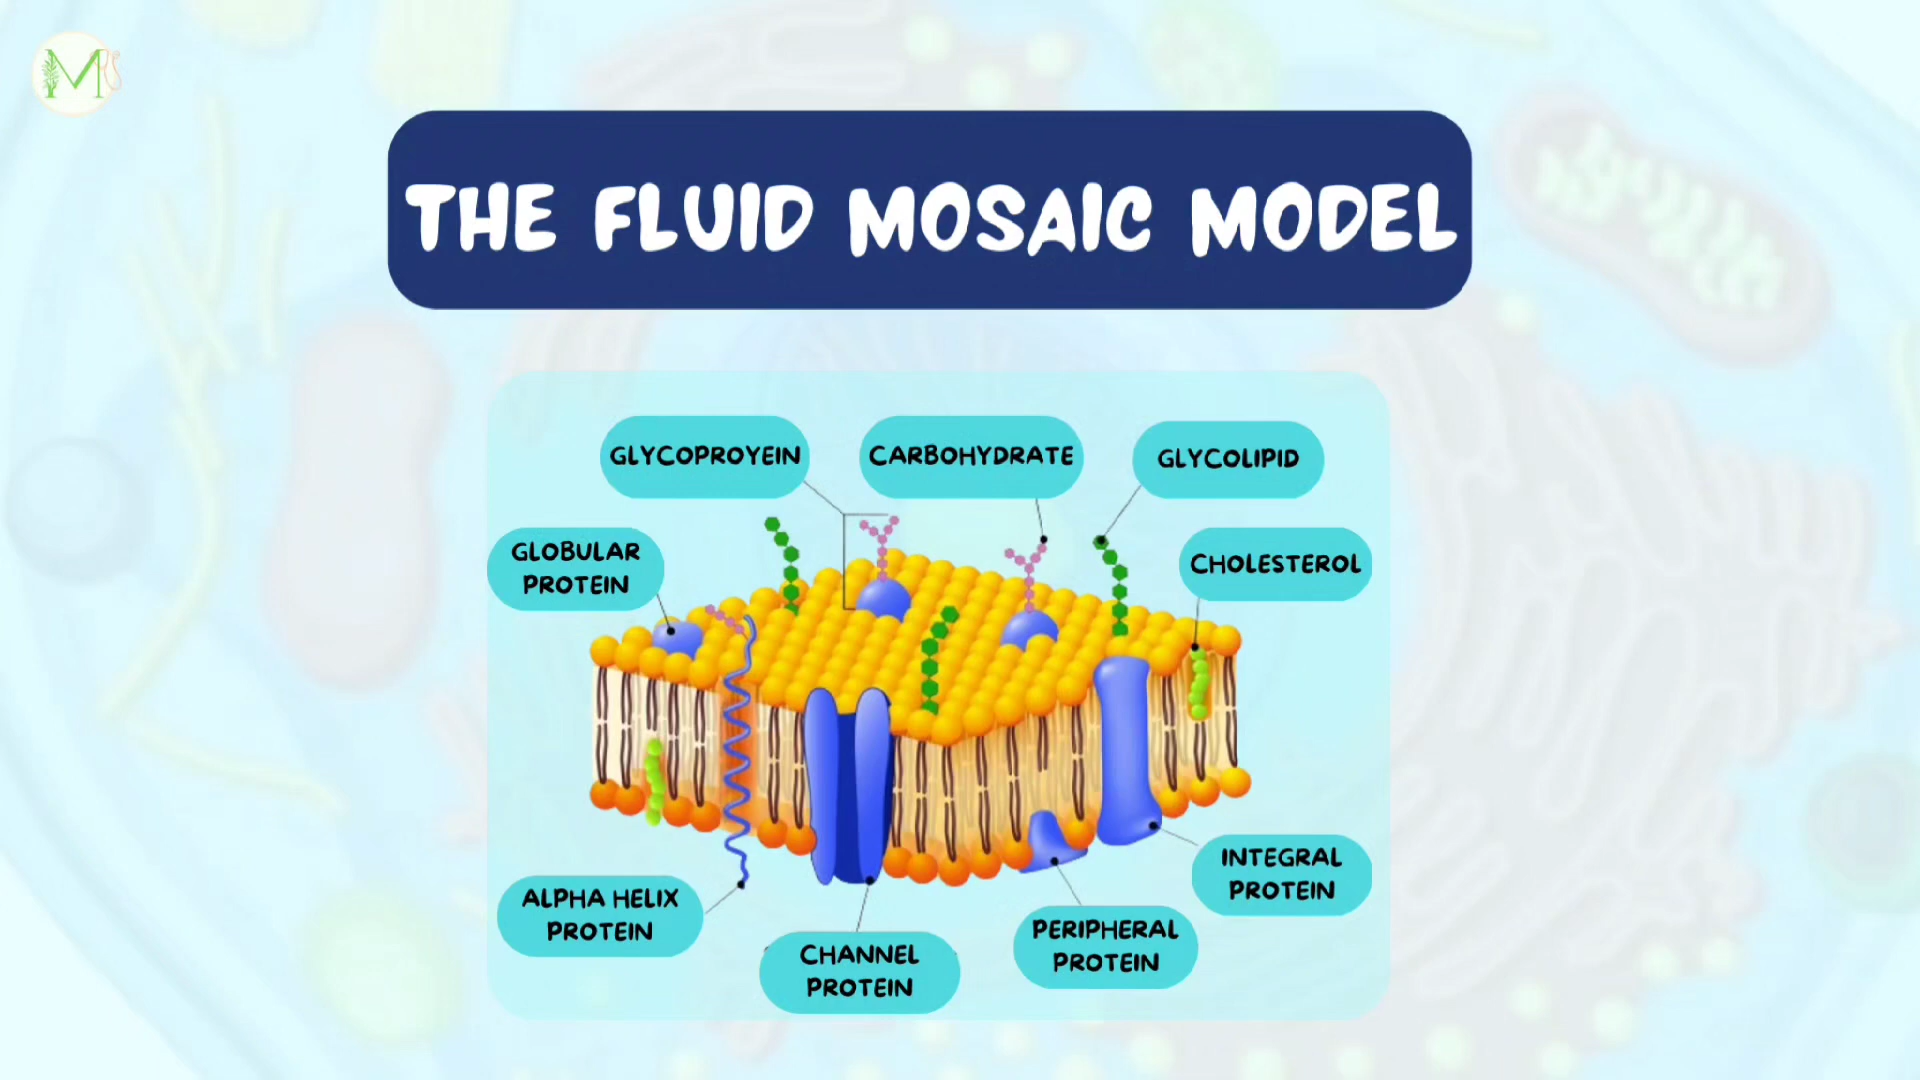 THE FLUID MOSAIC MODEL
GLYCOPROYEIN
CARBOHYDRATE
GLYCOLIPID
GLOBULAR
PROTEIN
CHOLESTEROL
ALPHA HELIX
PROTEIN
CHANNEL
PROTEIN
PERIPHERAL
PROTEIN
INTEGRAL
PROTEIN